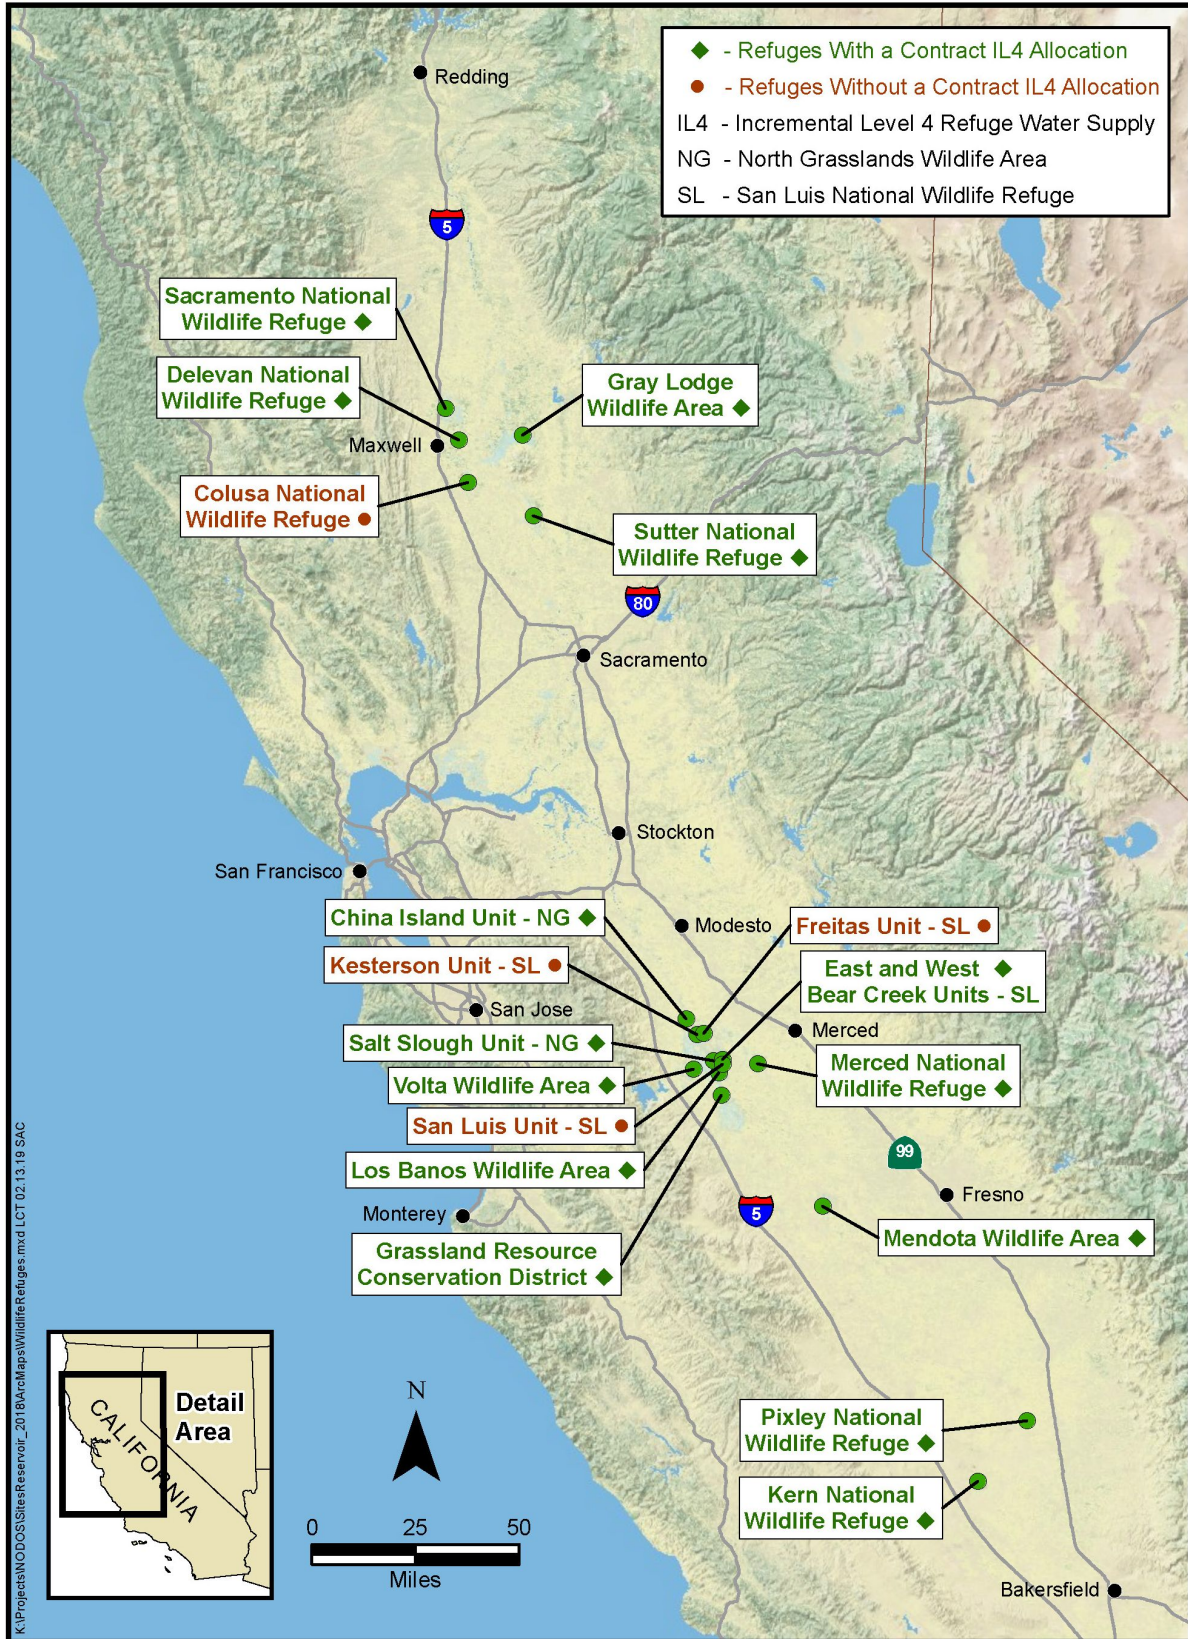 - Refuges With a Contract IL4 Allocation
- Refuges Without a Contract IL4 Allocation
IL4 - Incremental Level 4 Refuge Water Supply
NG - North Grasslands Wildlife Area
SL - San Luis National Wildlife Refuge
Redding
5
Sacramento National
Wildlife Refuge
Delevan National
Wildlife Refuge
Gray Lodge
Wildlife Area
Maxwell
Colusa National
Wildlife Refuge
Sutter National
Wildlife Refuge
80
Sacramento
Stockton
San Francisco
China Island Unit - NG
Modesto
Freitas Unit - SL
Kesterson Unit - SL
East and West
Bear Creek Units - SL
San Jose
Merced
Salt Slough Unit - NG
Merced National
Wildlife Refuge
Volta Wildlife Area
San Luis Unit - SL
Los Banos Wildlife Area
99
Fresno
Monterey
5
Mendota Wildlife Area
Grassland Resource
Conservation District
Detail
Area
CALIFORNIA
N
0 25 50
Miles
Pixley National
Wildlife Refuge
Kern National
Wildlife Refuge
Bakersfield
K:\Projects\NODOS\SitesReservoir_2018\ArcMaps\WildlifeRefuges.mxd LCT 02.13.19 SAC